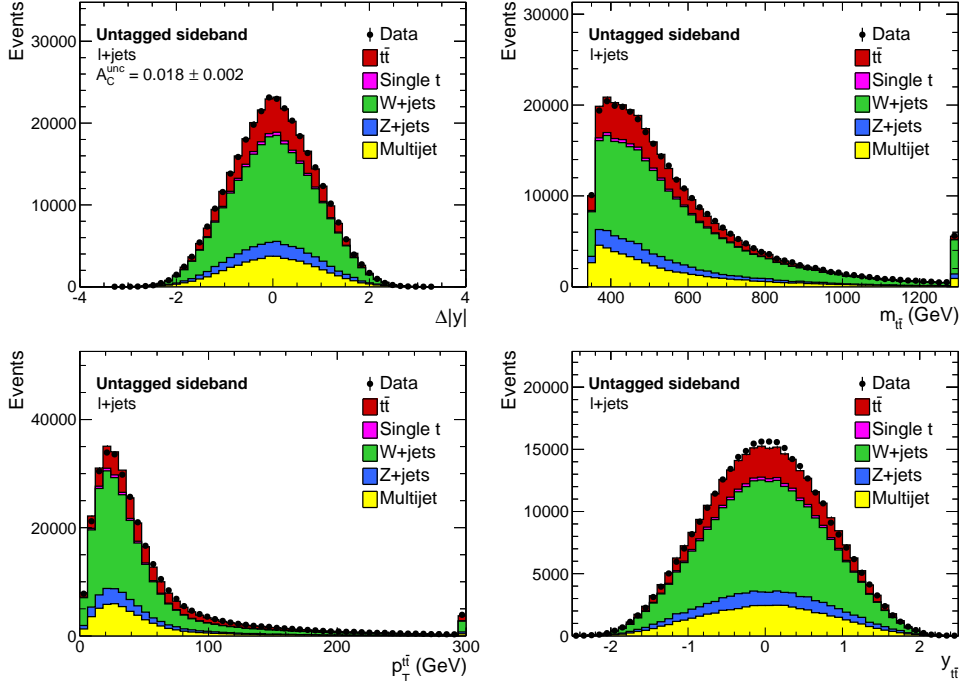 Events
30000
20000
10000
0
Untagged sideband
l+jets
A_C^unc = 0.018 ± 0.002
Data
tt̄
Single t
W+jets
Z+jets
Multijet
-4 -2 0 2 4
Δ|y|
Events
30000
20000
10000
0
Untagged sideband
l+jets
Data
tt̄
Single t
W+jets
Z+jets
Multijet
400 600 800 1000 1200
m_tt̄ (GeV)
Events
40000
20000
0
Untagged sideband
l+jets
Data
tt̄
Single t
W+jets
Z+jets
Multijet
0 100 200 300
p_T^tt̄ (GeV)
Events
20000
15000
10000
5000
0
Untagged sideband
l+jets
Data
tt̄
Single t
W+jets
Z+jets
Multijet
-2 -1 0 1 2
y_tt̄